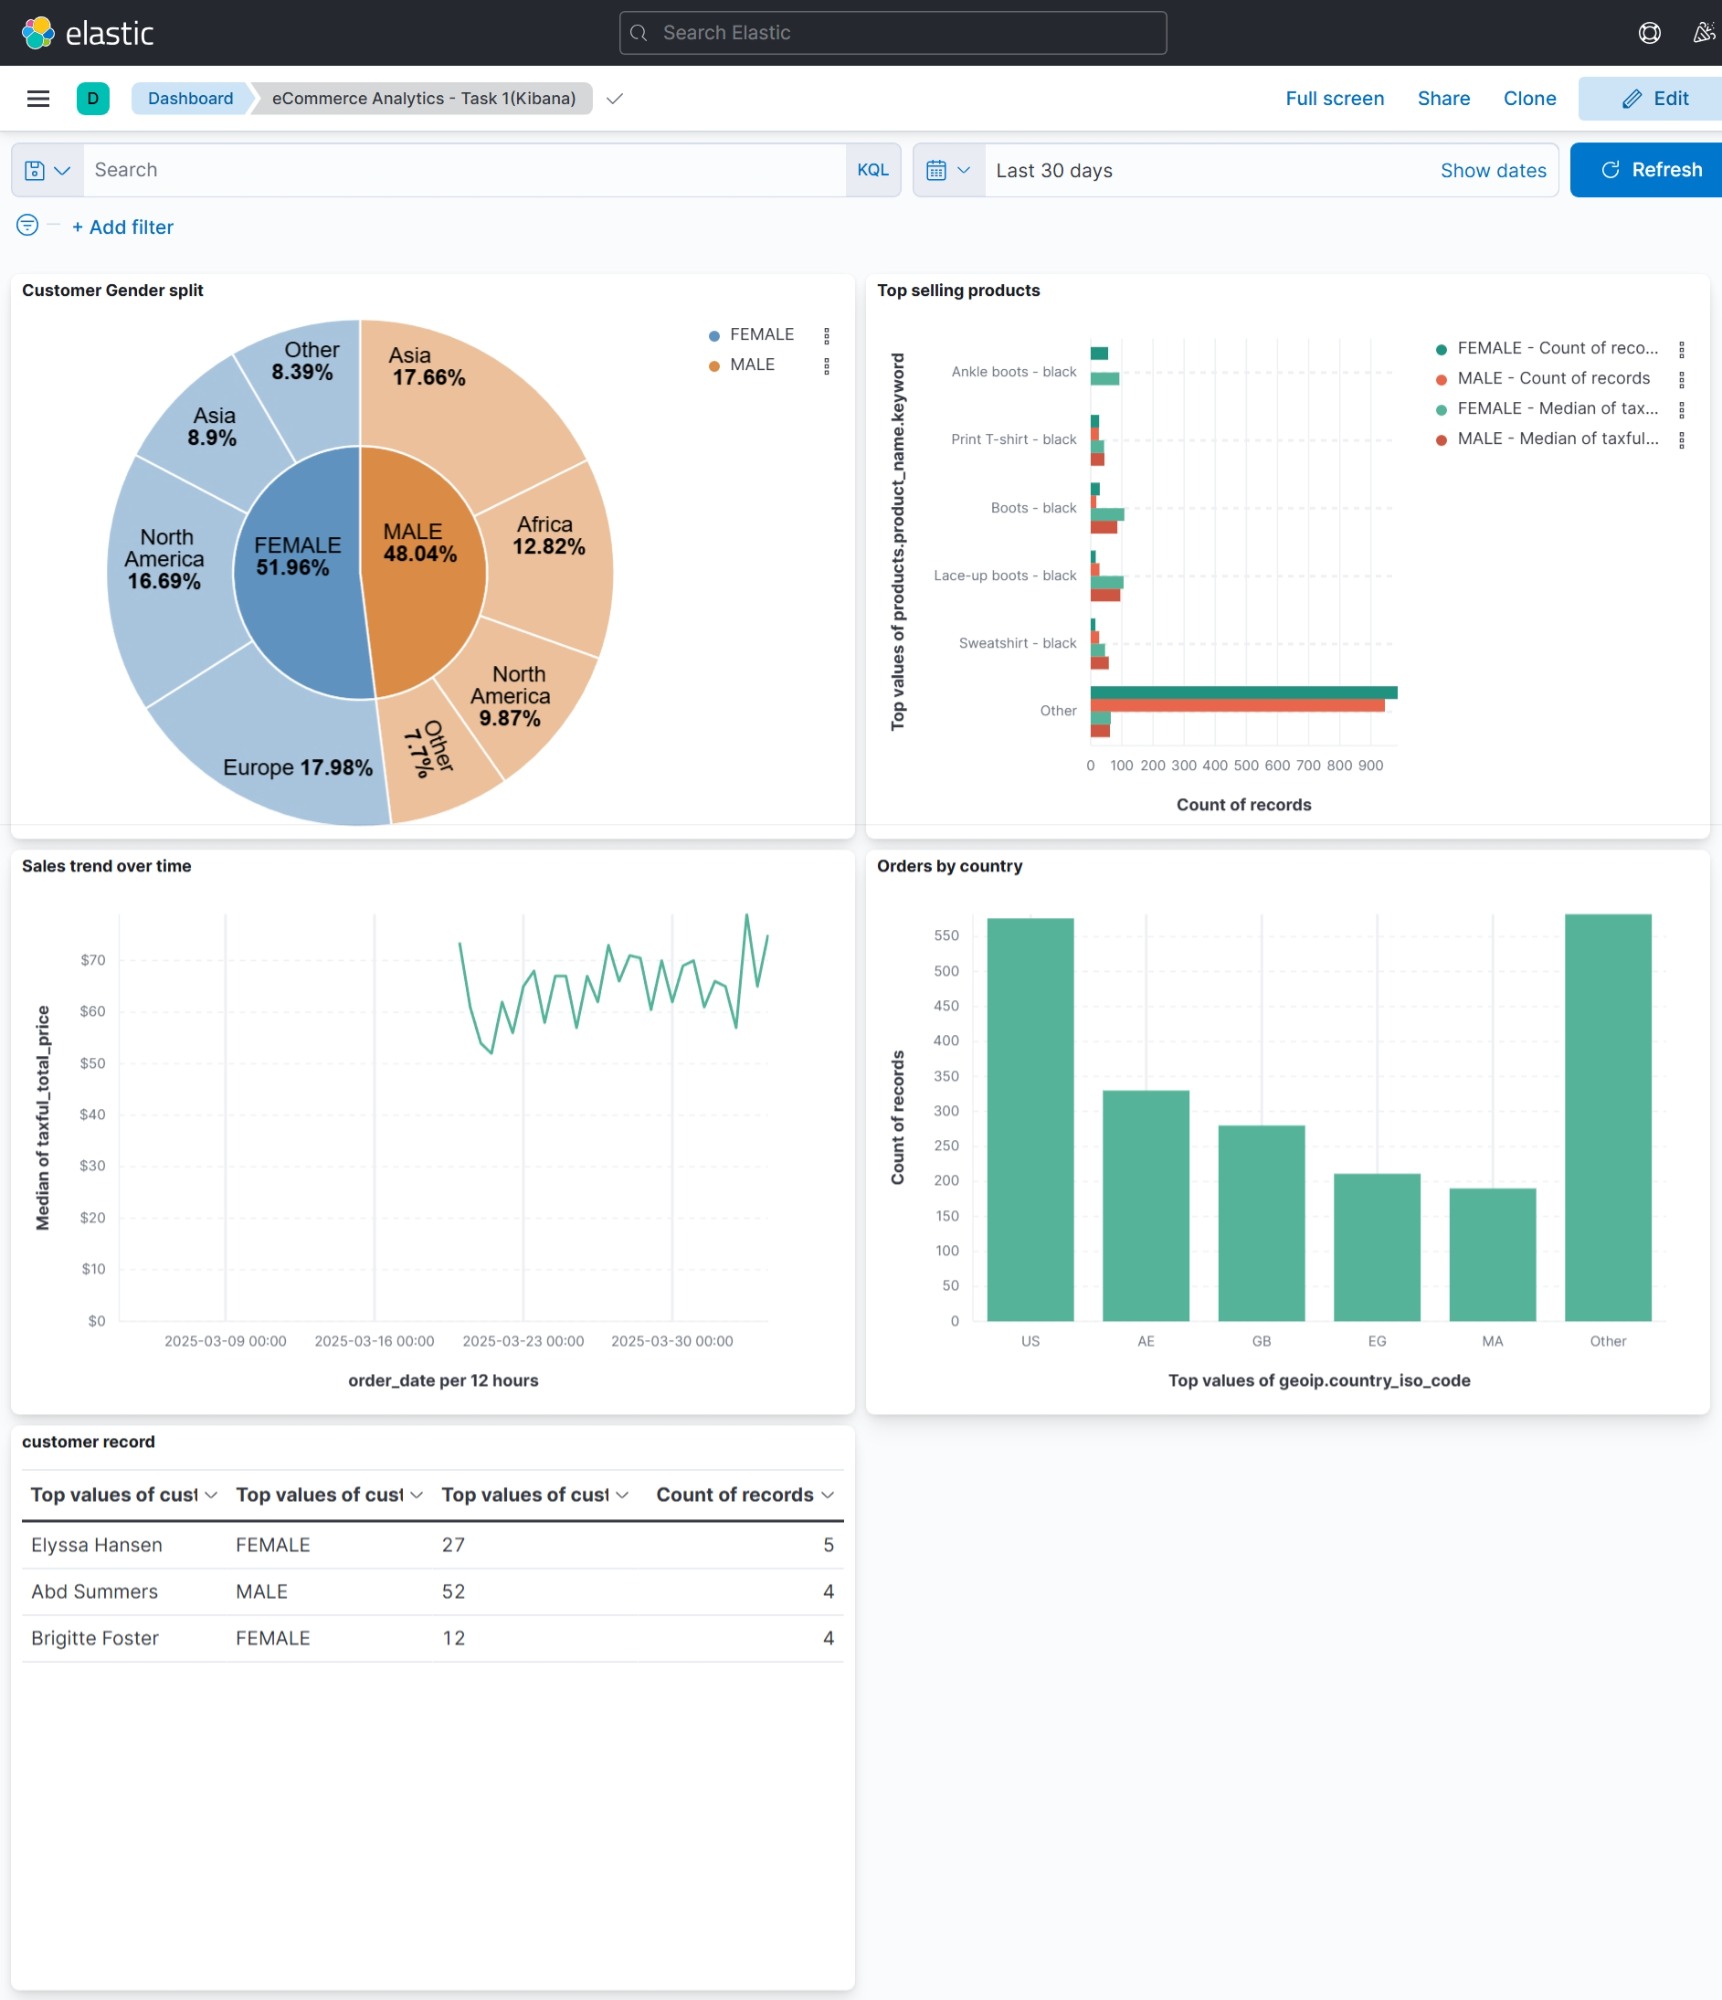 elastic
Search Elastic
D
Dashboard
eCommerce Analytics - Task 1(Kibana)
Full screen
Share
Clone
Edit
Search
KQL
Last 30 days
Show dates
Refresh
+ Add filter
Customer Gender split
Other
8.39%
Asia
17.66%
Asia
8.9%
North
America
16.69%
FEMALE
51.96%
MALE
48.04%
Africa
12.82%
North
America
9.87%
Other
7.7%
Europe 17.98%
FEMALE
MALE
Top selling products
Top values of products.product_name.keyword
Ankle boots - black
Print T-shirt - black
Boots - black
Lace-up boots - black
Sweatshirt - black
Other
0 100 200 300 400 500 600 700 800 900
Count of records
FEMALE - Count of reco...
MALE - Count of records
FEMALE - Median of tax...
MALE - Median of taxful...
Sales trend over time
Median of taxful_total_price
$70
$60
$50
$40
$30
$20
$10
$0
2025-03-09 00:00 2025-03-16 00:00 2025-03-23 00:00 2025-03-30 00:00
order_date per 12 hours
Orders by country
Count of records
550
500
450
400
350
300
250
200
150
100
50
0
US AE GB EG MA Other
Top values of geoip.country_iso_code
customer record
Top values of cust Top values of cust Top values of cust Count of records
Elyssa Hansen FEMALE 27 5
Abd Summers MALE 52 4
Brigitte Foster FEMALE 12 4